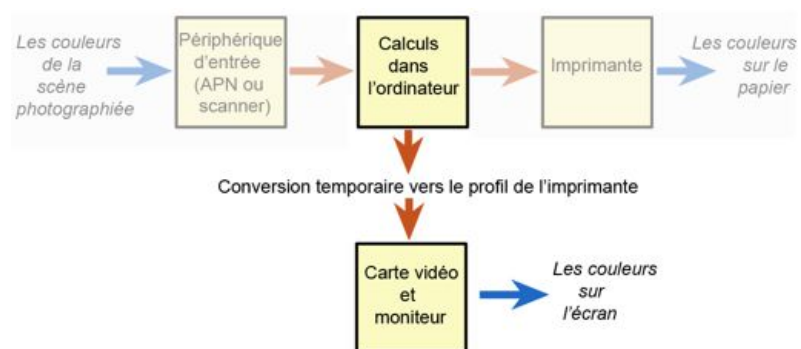 Les couleurs
de la
scène
photographiée
Périphérique
d'entrée
(APN ou
scanner)
Calculs
dans
l'ordinateur
Imprimante
Les couleurs
sur le
papier
Conversion temporaire vers le profil de l'imprimante
Carte vidéo
et
moniteur
Les couleurs
sur
l'écran